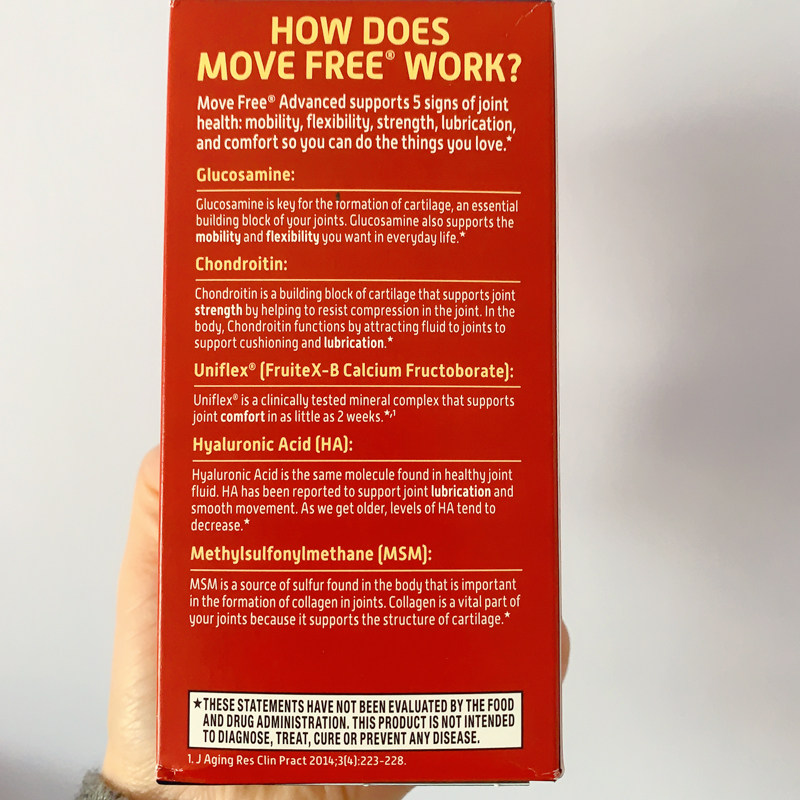 HOW DOES
MOVE FREE® WORK?
Move Free® Advanced supports 5 signs of joint
health: mobility, flexibility, strength, lubrication,
and comfort so you can do the things you love.*
Glucosamine:
Glucosamine is key for the formation of cartilage, an essential
building block of your joints. Glucosamine also supports the
mobility and flexibility you want in everyday life.*
Chondroitin:
Chondroitin is a building block of cartilage that supports joint
strength by helping to resist compression in the joint. In the
body, Chondroitin functions by attracting fluid to joints to
support cushioning and lubrication.*
Uniflex® (FruiteX-B Calcium Fructoborate):
Uniflex® is a clinically tested mineral complex that supports
joint comfort in as little as 2 weeks.*,1
Hyaluronic Acid (HA):
Hyaluronic Acid is the same molecule found in healthy joint
fluid. HA has been reported to support joint lubrication and
smooth movement. As we get older, levels of HA tend to
decrease.*
Methylsulfonylmethane (MSM):
MSM is a source of sulfur found in the body that is important
in the formation of collagen in joints. Collagen is a vital part of
your joints because it supports the structure of cartilage.*
*THESE STATEMENTS HAVE NOT BEEN EVALUATED BY THE FOOD
AND DRUG ADMINISTRATION. THIS PRODUCT IS NOT INTENDED
TO DIAGNOSE, TREAT, CURE OR PREVENT ANY DISEASE.
1. J Aging Res Clin Pract 2014;3(4):223-228.